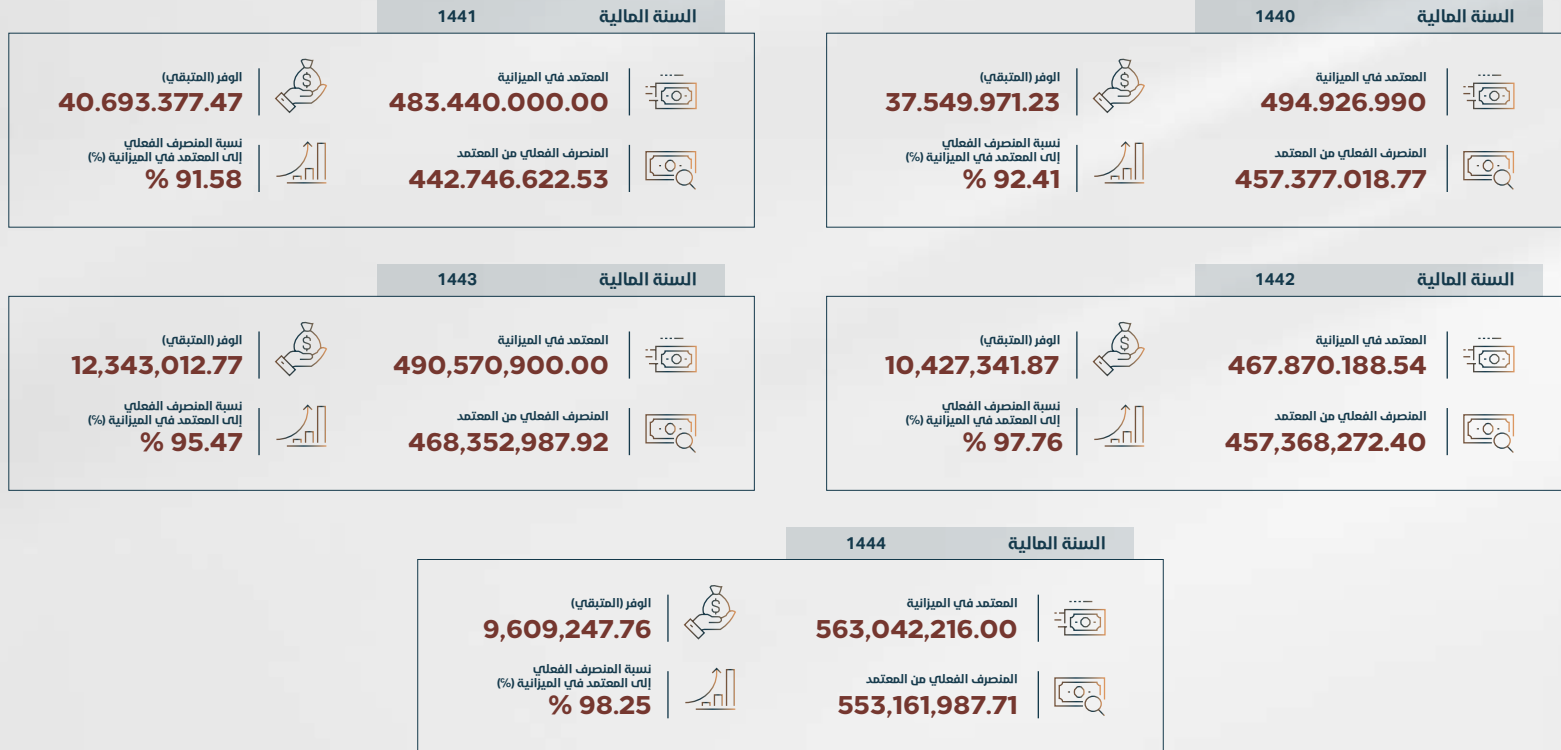 السنة المالية 1440
المعتمد في الميزانية
494.926.990
المنصرف الفعلي من المعتمد
457.377.018.77
الوفر (المتبقي)
37.549.971.23
نسبة المنصرف الفعلي
إلى المعتمد في الميزانية (%)
% 92.41
السنة المالية 1441
المعتمد في الميزانية
483.440.000.00
المنصرف الفعلي من المعتمد
442.746.622.53
الوفر (المتبقي)
40.693.377.47
نسبة المنصرف الفعلي
إلى المعتمد في الميزانية (%)
% 91.58
السنة المالية 1442
المعتمد في الميزانية
467.870.188.54
المنصرف الفعلي من المعتمد
457,368,272.40
الوفر (المتبقي)
10,427,341.87
نسبة المنصرف الفعلي
إلى المعتمد في الميزانية (%)
% 97.76
السنة المالية 1443
المعتمد في الميزانية
490,570,900.00
المنصرف الفعلي من المعتمد
468,352,987.92
الوفر (المتبقي)
12,343,012.77
نسبة المنصرف الفعلي
إلى المعتمد في الميزانية (%)
% 95.47
السنة المالية 1444
المعتمد في الميزانية
563,042,216.00
المنصرف الفعلي من المعتمد
553,161,987.71
الوفر (المتبقي)
9,609,247.76
نسبة المنصرف الفعلي
إلى المعتمد في الميزانية (%)
% 98.25